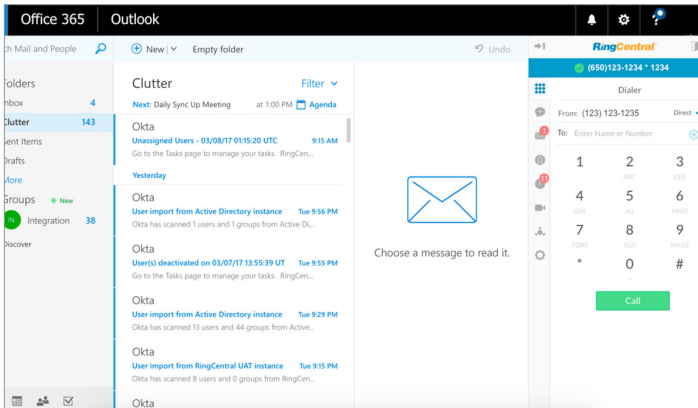 Office 365
Outlook
ch Mail and People
New
Empty folder
Undo
Folders
nbox 4
Clutter 143
Sent Items
Drafts
More
Groups New
IN Integration 38
Discover
Clutter
Filter
Next: Daily Sync Up Meeting at 1:00 PM Agenda
Okta
Unassigned Users - 03/08/17 01:15:20 UTC 9:15 AM
Go to the Tasks page to manage your tasks. RingCen...
Yesterday
Okta
User import from Active Directory instance Tue 9:56 PM
Okta has scanned 1 users and 1 groups from Active Di...
Okta
User(s) deactivated on 03/07/17 13:55:39 UT Tue 9:55 PM
Go to the Tasks page to manage your tasks. RingCen...
Okta
User import from Active Directory instance Tue 9:29 PM
Okta has scanned 13 users and 44 groups from Active...
Okta
User import from RingCentral UAT instance Tue 9:15 PM
Okta has scanned 8 users and 0 groups from RingCen...
Okta
Choose a message to read it.
RingCentral
(650)123-1234 * 1234
Dialer
From: (123) 123-1235 Direct
To: Enter Name or Number
1
11
1 2 3
ABC DEF
4 5 6
GHI JKL MNO
7 8 9
PQRS TUV WXYZ
* 0 #
+
Call